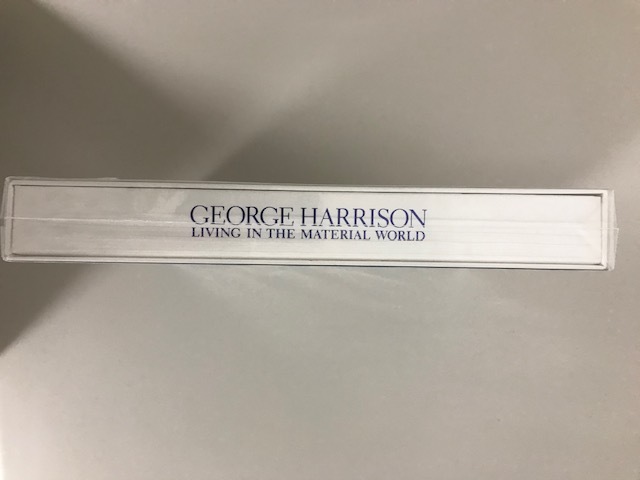 GEORGE HARRISON
LIVING IN THE MATERIAL WORLD